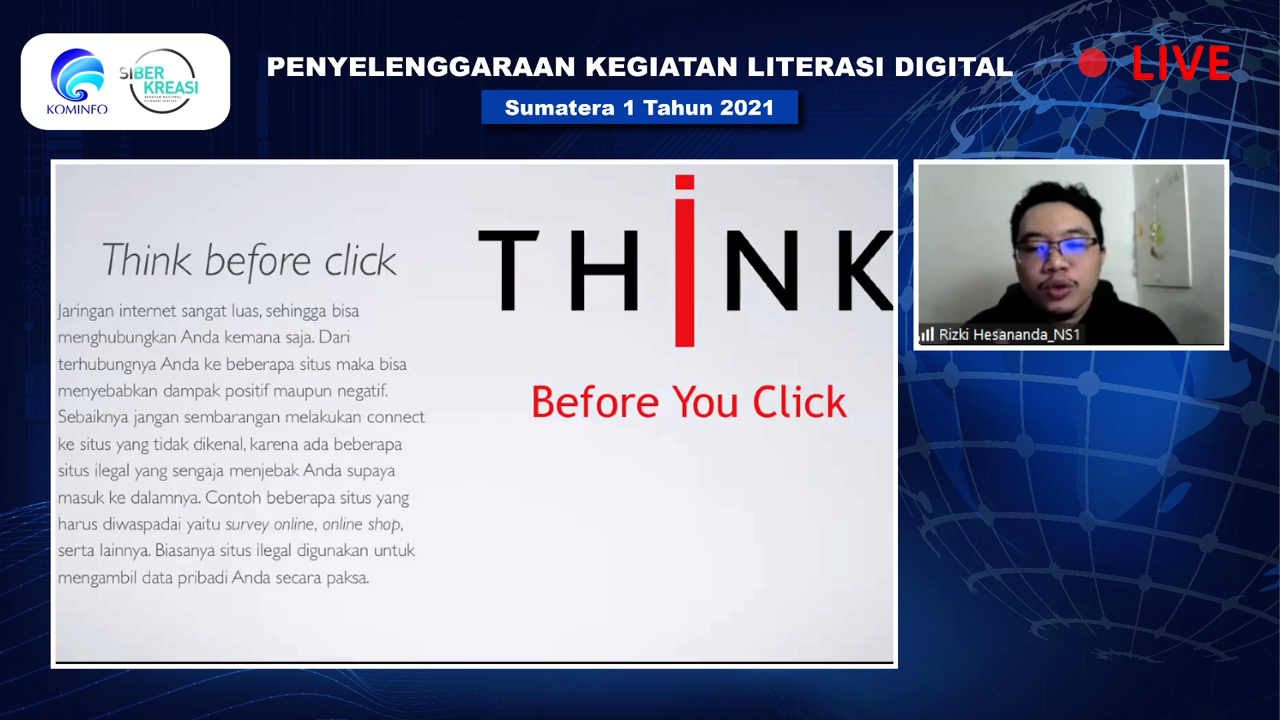 KOMINFO
SIBER
KREASI
PENYELENGGARAAN KEGIATAN LITERASI DIGITAL
Sumatera 1 Tahun 2021
LIVE
Think before click
Jaringan internet sangat luas, sehingga bisa
menghubungkan Anda kemana saja. Dari
terhubungnya Anda ke beberapa situs maka bisa
menyebabkan dampak positif maupun negatif.
Sebaiknya jangan sembarangan melakukan connect
ke situs yang tidak dikenal, karena ada beberapa
situs ilegal yang sengaja menjebak Anda supaya
masuk ke dalamnya. Contoh beberapa situs yang
harus diwaspadai yaitu survey online, online shop,
serta lainnya. Biasanya situs ilegal digunakan untuk
mengambil data pribadi Anda secara paksa.
THiNK
Before You Click
Rizki Hesananda_NS1